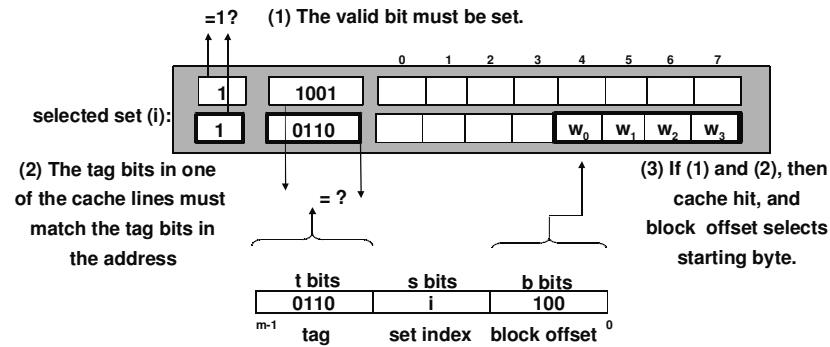 =1? (1) The valid bit must be set.
0 1 2 3 4 5 6 7
1 1001
selected set (i):
1 0110 w0 w1 w2 w3
(2) The tag bits in one
of the cache lines must
match the tag bits in
the address
= ?
(3) If (1) and (2), then
cache hit, and
block offset selects
starting byte.
t bits s bits b bits
0110 i 100
m-1 0
tag set index block offset